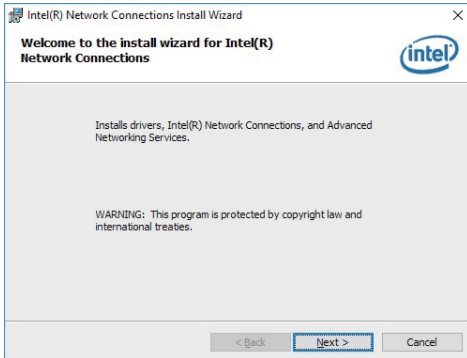 Intel(R) Network Connections Install Wizard
Welcome to the install wizard for Intel(R)
Network Connections
intel
Installs drivers, Intel(R) Network Connections, and Advanced
Networking Services.
WARNING: This program is protected by copyright law and
international treaties.
< Back
Next >
Cancel